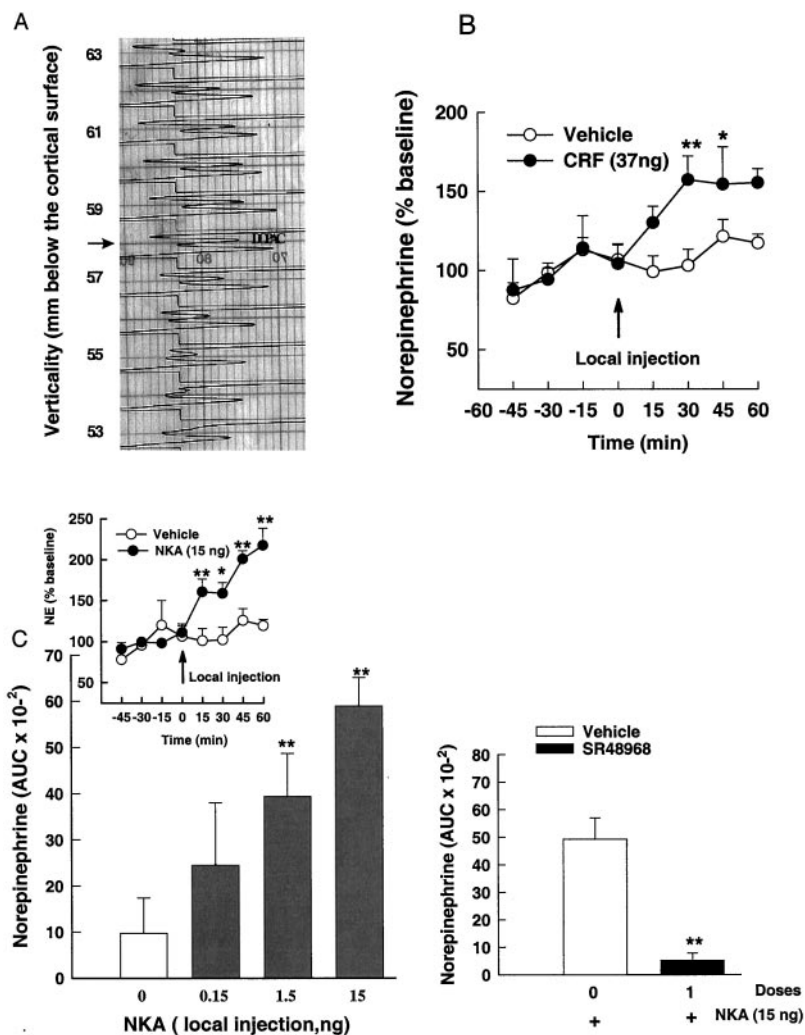 A
Verticality (mm below the cortical surface)
63
61
59
57
55
53
DOPAC
80
70
B
Norepinephrine (% baseline)
200
150
100
50
Vehicle
CRF (37ng)
** *
Local injection
-60 -45 -30 -15 0 15 30 45 60
Time (min)
C
NE (% baseline)
250
200
150
100
50
Vehicle
NKA (15 ng)
** * ** **
Local injection
-45 -30 -15 0 15 30 45 60
Time (min)
Norepinephrine (AUC x 10-2)
70
60
50
40
30
20
10
0
**
**
0 0.15 1.5 15
NKA ( local injection,ng)
Vehicle
SR48968
Norepinephrine (AUC x 10-2)
80
70
60
50
40
30
20
10
0
**
0 1 Doses
+ + NKA (15 ng)